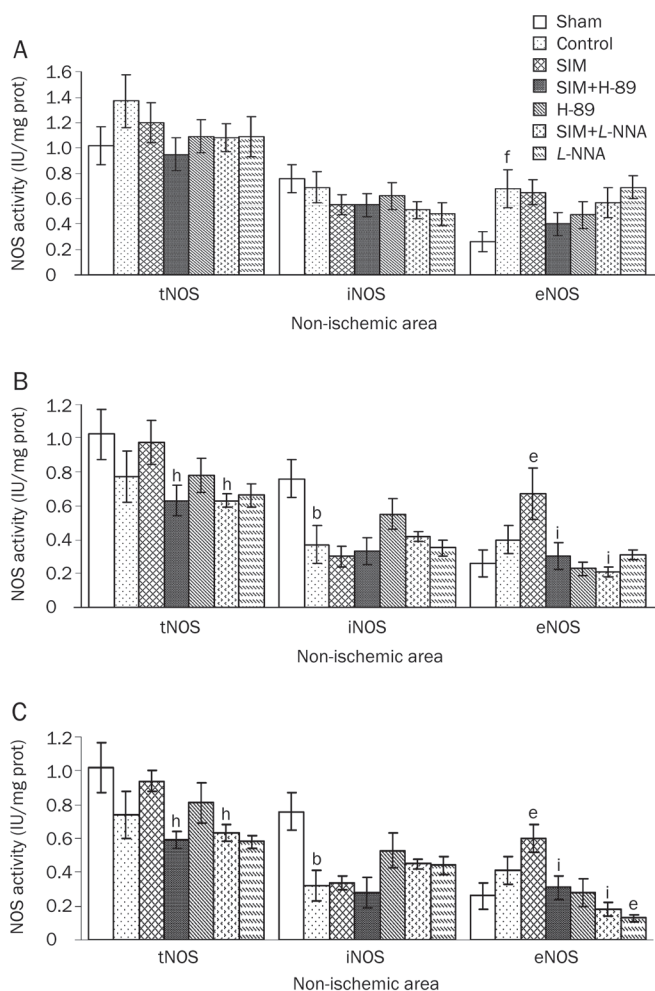 Sham
Control
SIM
SIM+H-89
H-89
SIM+L-NNA
L-NNA
A
NOS activity (IU/mg prot)
1.6
1.4
1.2
1.0
0.8
0.6
0.4
0.2
0
f
tNOS iNOS eNOS
Non-ischemic area
B
NOS activity (IU/mg prot)
1.2
1.0
0.8
0.6
0.4
0.2
0
h h b e i i
tNOS iNOS eNOS
Non-ischemic area
C
NOS activity (IU/mg prot)
1.2
1.0
0.8
0.6
0.4
0.2
0
h h b e i i e
tNOS iNOS eNOS
Non-ischemic area